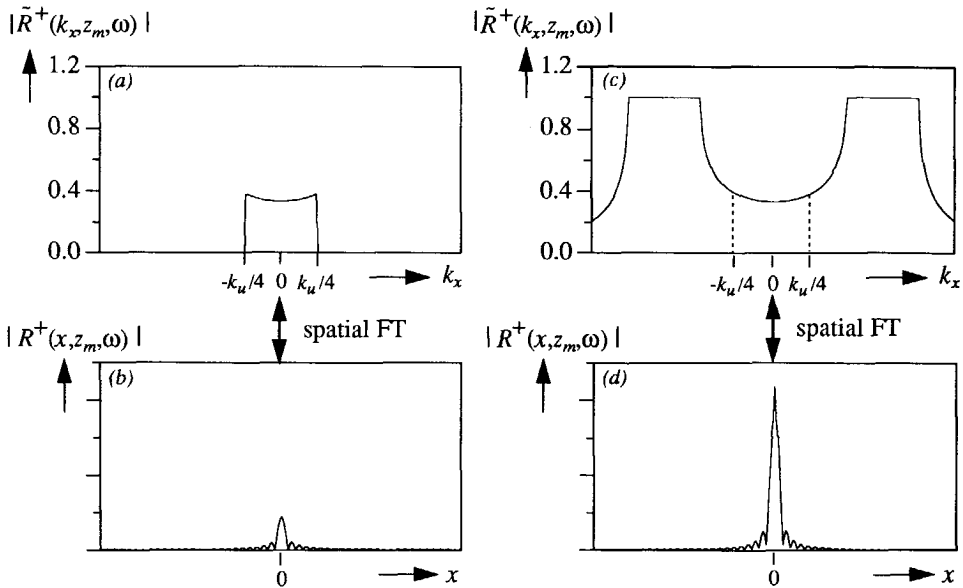 |R̃⁺(kₓ,zₘ,ω)|
1.2
0.8
0.4
0.0
(a)
-kᵤ/4 0 kᵤ/4
kₓ
spatial FT
|R⁺(x,zₘ,ω)|
(b)
0
x
|R̃⁺(kₓ,zₘ,ω)|
1.2
0.8
0.4
0.0
(c)
-kᵤ/4 0 kᵤ/4
kₓ
spatial FT
|R⁺(x,zₘ,ω)|
(d)
0
x